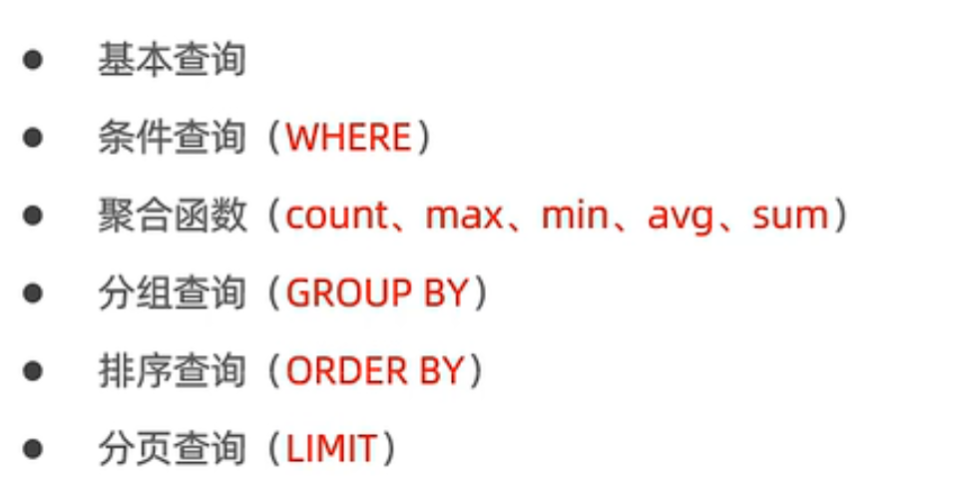 ● 基本查询
● 条件查询（WHERE）
● 聚合函数（count、max、min、avg、sum）
● 分组查询（GROUP BY）
● 排序查询（ORDER BY）
● 分页查询（LIMIT）